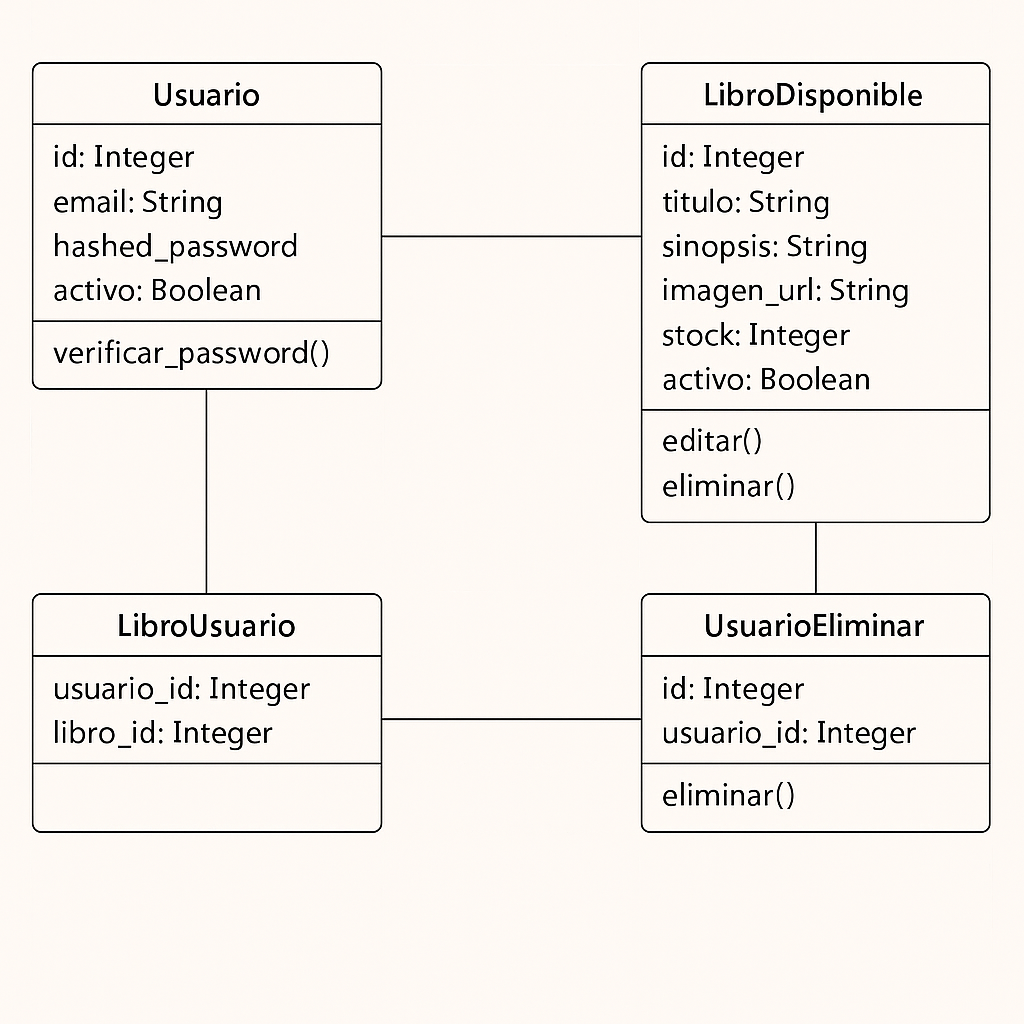 Usuario
id: Integer
email: String
hashed_password
activo: Boolean
verificar_password()
LibroDisponible
id: Integer
titulo: String
sinopsis: String
imagen_url: String
stock: Integer
activo: Boolean
editar()
eliminar()
LibroUsuario
usuario_id: Integer
libro_id: Integer
UsuarioEliminar
id: Integer
usuario_id: Integer
eliminar()